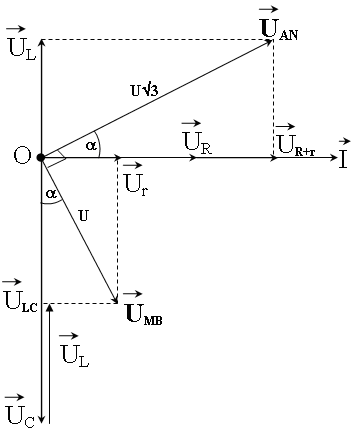 U_L U_AN
U√3
O α U_r U_R U_R+r I
α U
U_LC U_MB
U_L
U_C